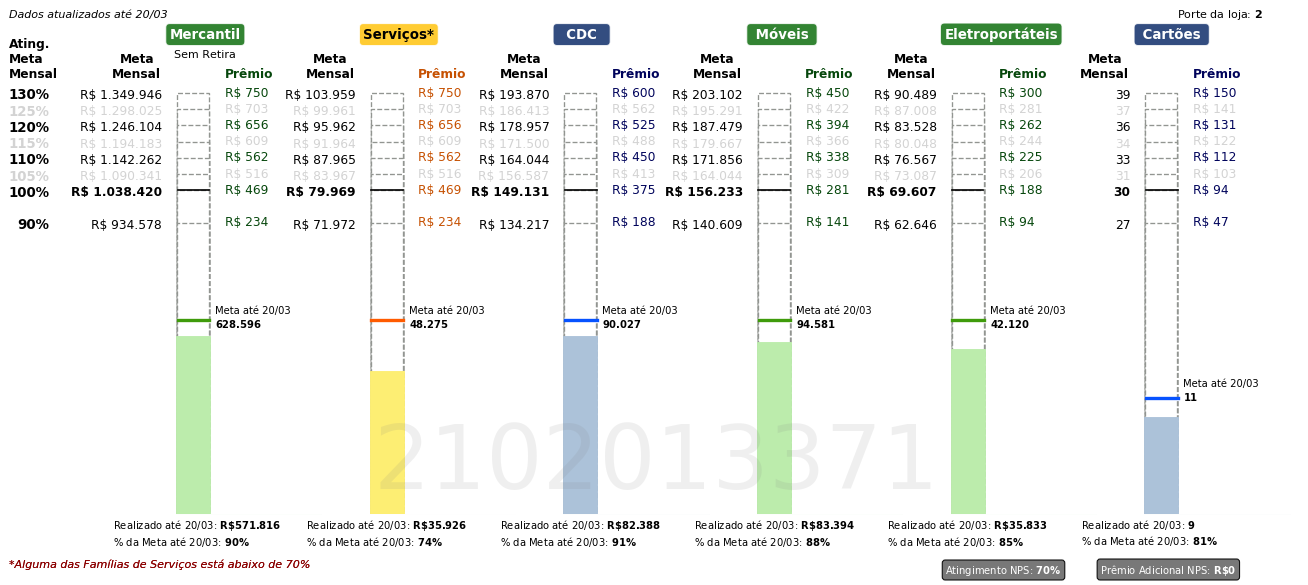 Dados atualizados até 20/03
Porte da loja: 2
Mercantil Serviços* CDC Móveis Eletroportáteis Cartões
Sem Retira
Ating. Meta Mensal Meta Mensal Prêmio Meta Mensal Prêmio Meta Mensal Prêmio Meta Mensal Prêmio Meta Mensal Prêmio Meta Mensal Prêmio
130% R$ 1.349.946 R$ 750 R$ 103.959 R$ 750 R$ 193.870 R$ 600 R$ 203.102 R$ 450 R$ 90.489 R$ 300 39 R$ 150
125% R$ 1.298.025 R$ 703 R$ 99.961 R$ 703 R$ 186.413 R$ 562 R$ 195.291 R$ 422 R$ 87.008 R$ 281 37 R$ 141
120% R$ 1.246.104 R$ 656 R$ 95.962 R$ 656 R$ 178.957 R$ 525 R$ 187.479 R$ 394 R$ 83.528 R$ 262 36 R$ 131
115% R$ 1.194.183 R$ 609 R$ 91.964 R$ 609 R$ 171.500 R$ 488 R$ 179.667 R$ 366 R$ 80.048 R$ 244 34 R$ 122
110% R$ 1.142.262 R$ 562 R$ 87.965 R$ 562 R$ 164.044 R$ 450 R$ 171.856 R$ 338 R$ 76.567 R$ 225 33 R$ 112
105% R$ 1.090.341 R$ 516 R$ 83.967 R$ 516 R$ 156.587 R$ 413 R$ 164.044 R$ 309 R$ 73.087 R$ 206 31 R$ 103
100% R$ 1.038.420 R$ 469 R$ 79.969 R$ 469 R$ 149.131 R$ 375 R$ 156.233 R$ 281 R$ 69.607 R$ 188 30 R$ 94
90% R$ 934.578 R$ 234 R$ 71.972 R$ 234 R$ 134.217 R$ 188 R$ 140.609 R$ 141 R$ 62.646 R$ 94 27 R$ 47
Meta até 20/03 Meta até 20/03 Meta até 20/03 Meta até 20/03 Meta até 20/03
628.596 48.275 90.027 94.581 42.120
Meta até 20/03
11
2102013371
Realizado até 20/03: R$571.816 Realizado até 20/03: R$35.926 Realizado até 20/03: R$82.388 Realizado até 20/03: R$83.394 Realizado até 20/03: R$35.833 Realizado até 20/03: 9
% da Meta até 20/03: 90% % da Meta até 20/03: 74% % da Meta até 20/03: 91% % da Meta até 20/03: 88% % da Meta até 20/03: 85% % da Meta até 20/03: 81%
*Alguma das Famílias de Serviços está abaixo de 70%
Atingimento NPS: 70% Prêmio Adicional NPS: R$0